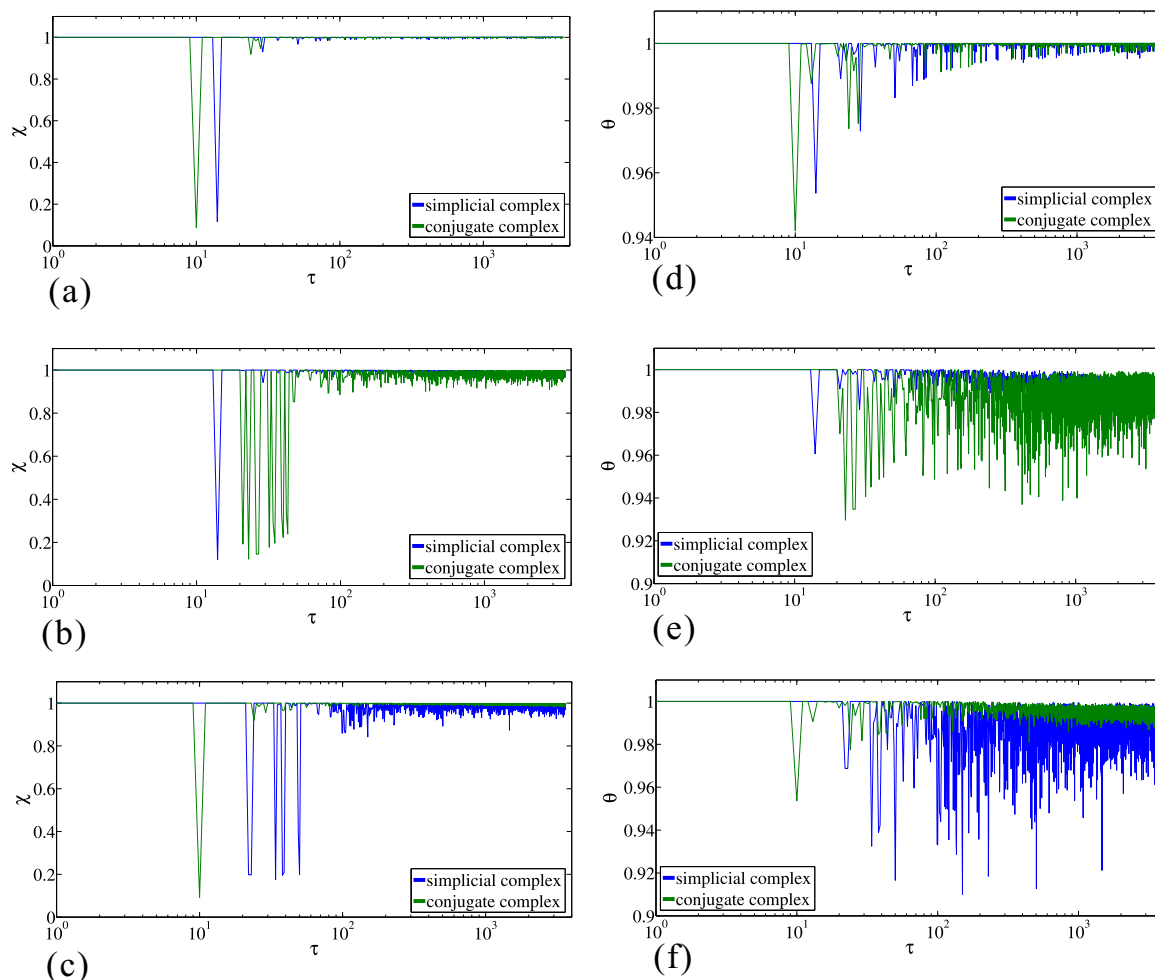 1
0.8
0.6
0.4
0.2
0
χ
simplicial complex
conjugate complex
10^0 10^1 10^2 10^3
τ
(a)
1
0.98
0.96
0.94
θ
simplicial complex
conjugate complex
10^0 10^1 10^2 10^3
τ
(d)
1
0.8
0.6
0.4
0.2
0
χ
simplicial complex
conjugate complex
10^0 10^1 10^2 10^3
τ
(b)
1
0.98
0.96
0.94
0.92
0.9
θ
simplicial complex
conjugate complex
10^0 10^1 10^2 10^3
τ
(e)
1
0.8
0.6
0.4
0.2
0
χ
simplicial complex
conjugate complex
10^0 10^1 10^2 10^3
τ
(c)
1
0.98
0.96
0.94
0.92
0.9
θ
simplicial complex
conjugate complex
10^0 10^1 10^2 10^3
τ
(f)